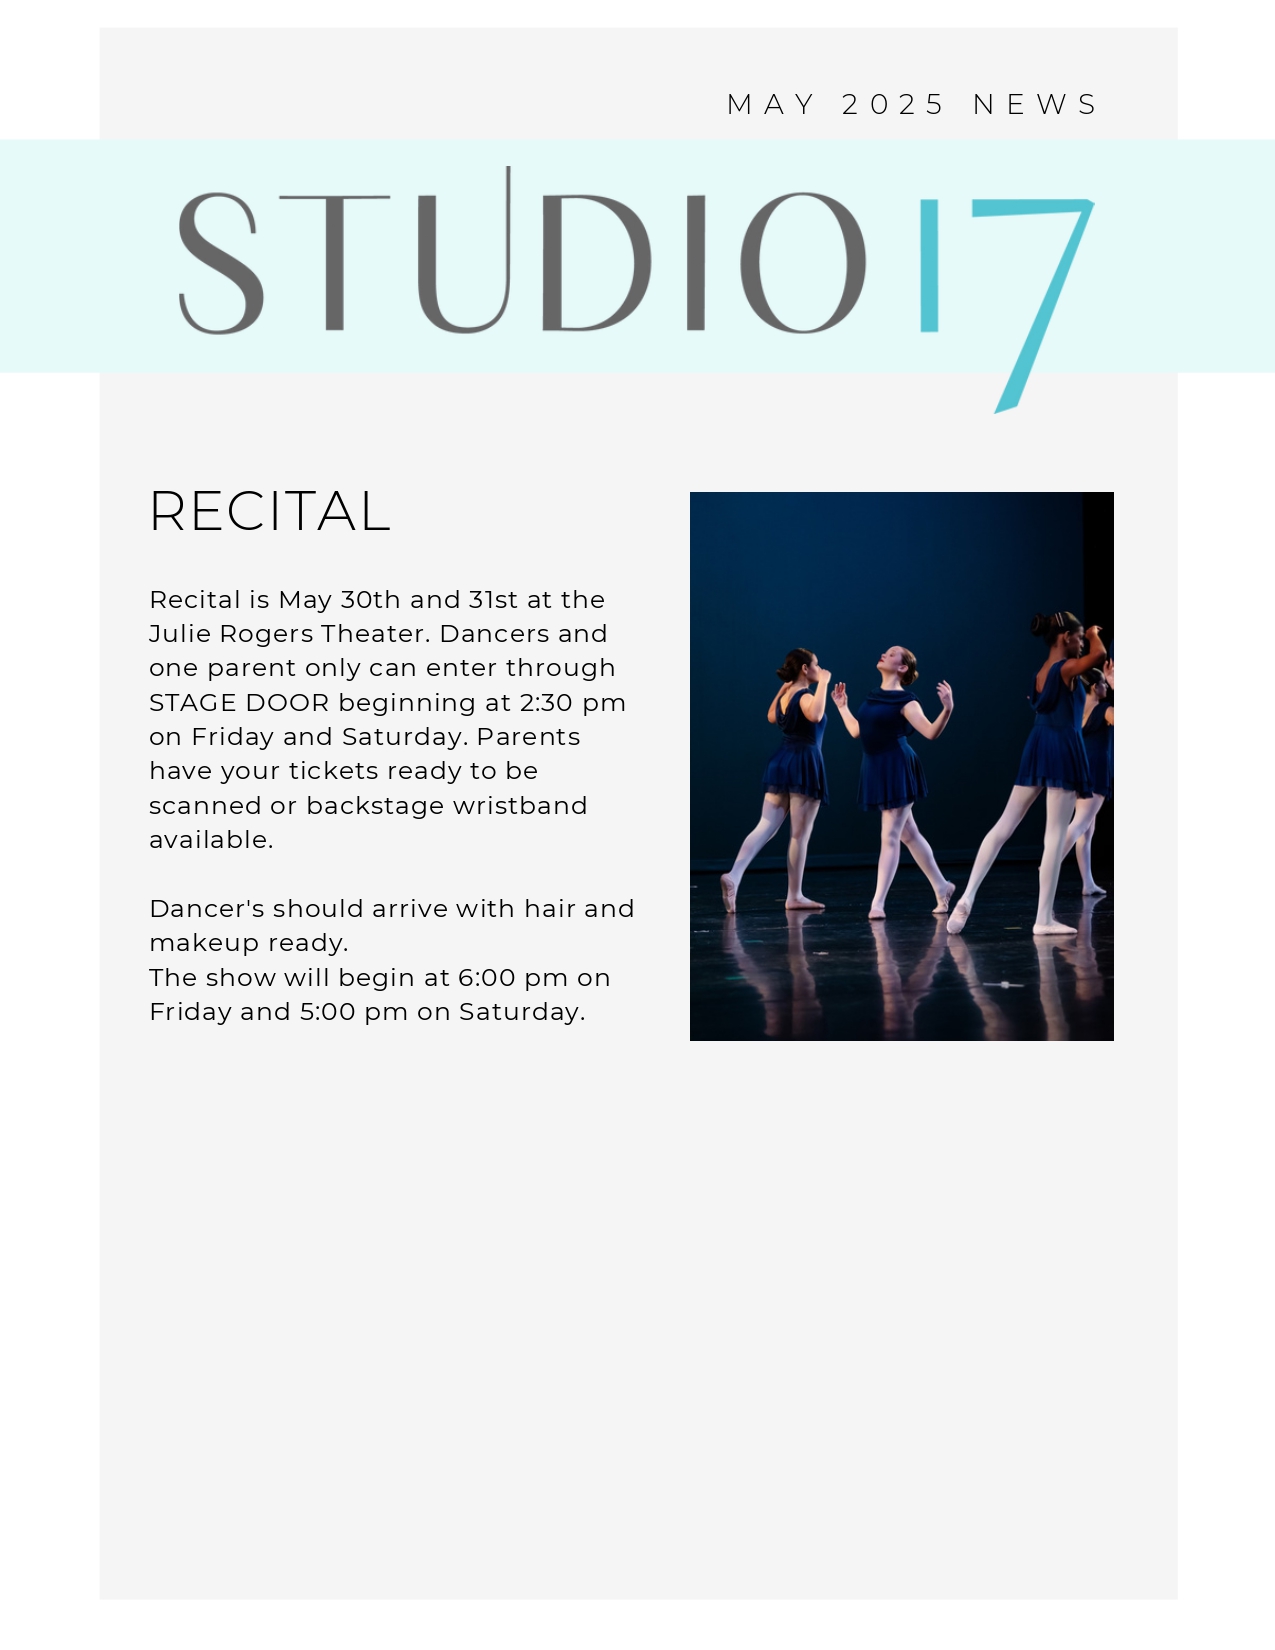 MAY 2025 NEWS
STUDIO17
RECITAL
Recital is May 30th and 31st at the
Julie Rogers Theater. Dancers and
one parent only can enter through
STAGE DOOR beginning at 2:30 pm
on Friday and Saturday. Parents
have your tickets ready to be
scanned or backstage wristband
available.
Dancer's should arrive with hair and
makeup ready.
The show will begin at 6:00 pm on
Friday and 5:00 pm on Saturday.